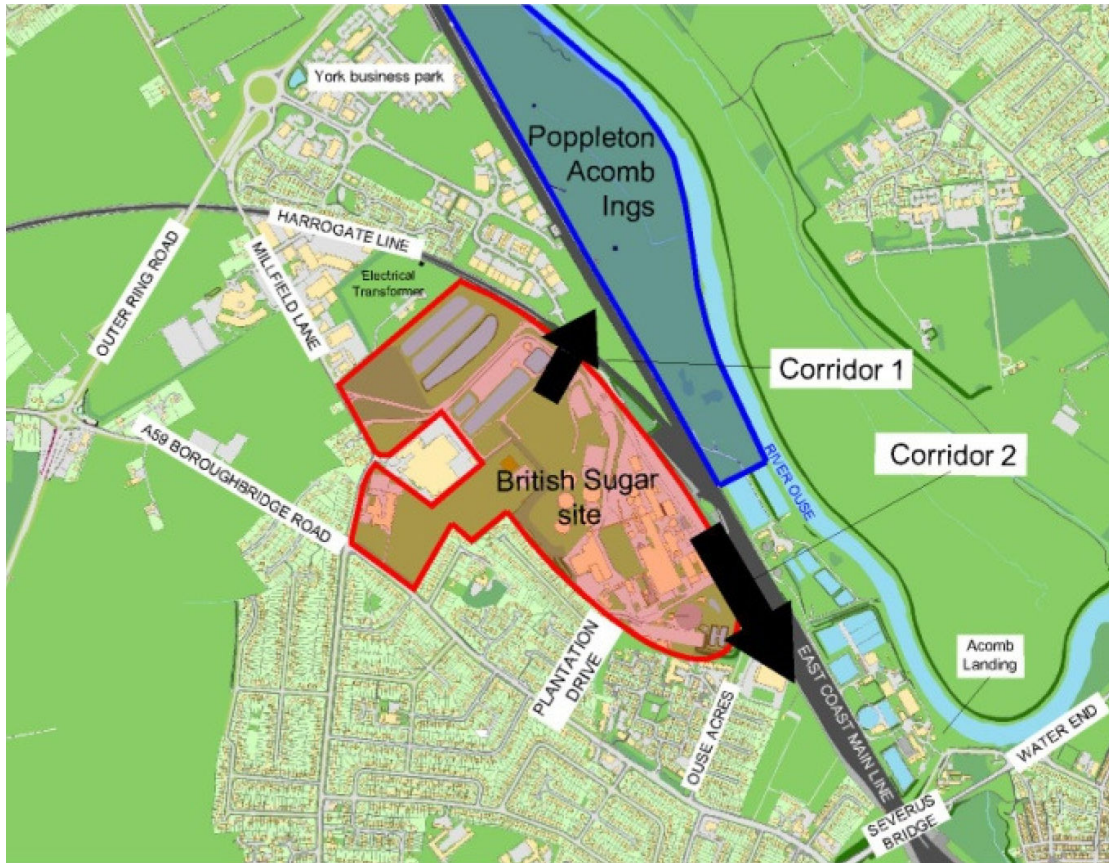 York business park
Poppleton
Acomb
Ings
HARROGATE LINE
OUTER RING ROAD
MILLFIELD LANE
Electrical
Transformer
Corridor 1
A59 BOROUGHBRIDGE ROAD
British Sugar
site
Corridor 2
RIVER OUSE
PLANTATION
DRIVE
OUSE ACRES
EAST COAST MAIN LINE
Acomb
Landing
WATER END
SEVERUS
BRIDGE